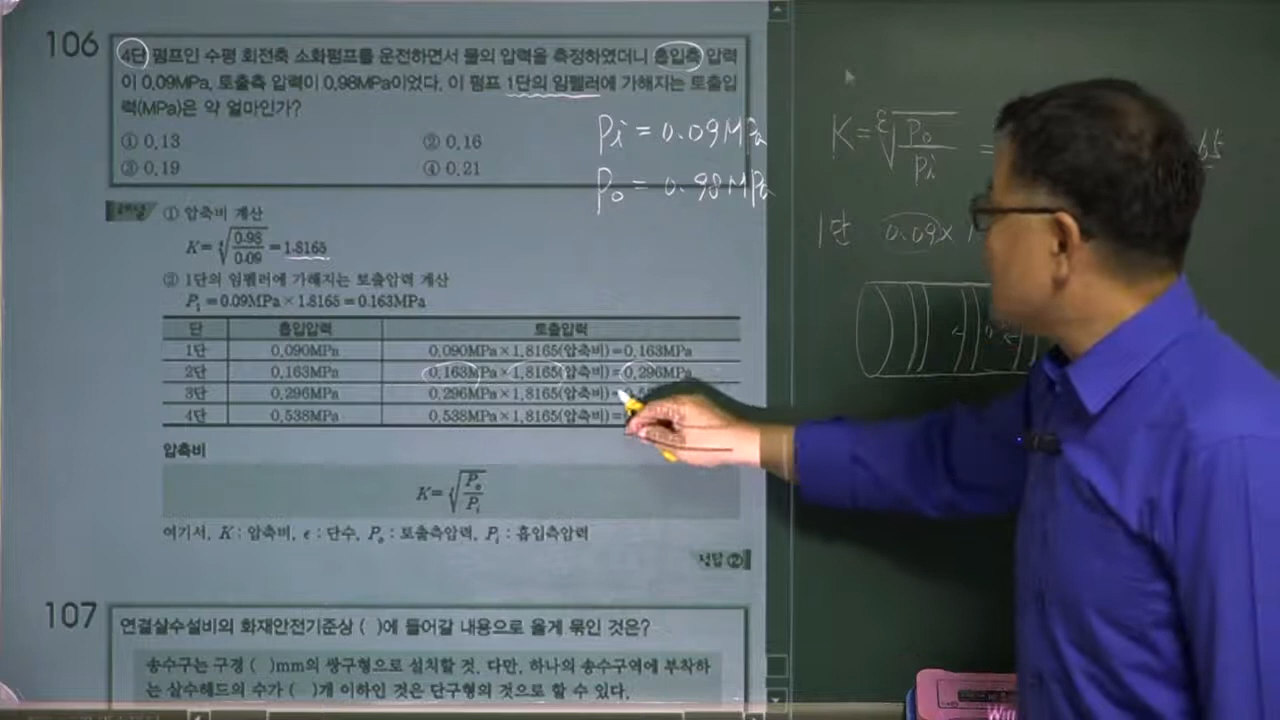 106
4단 펌프인 수평 회전축 소화펌프를 운전하면서 물의 압력을 측정하였더니 흡입측 압력
이 0.09MPa, 토출측 압력이 0.98MPa이었다. 이 펌프 1단의 임펠러에 가해지는 토출압
력(MPa)은 약 얼마인가?
① 0.13 ② 0.16
③ 0.19 ④ 0.21
Pi = 0.09MPa
Po = 0.98MPa
해설 ① 압축비 계산
K = ⁴√(0.98/0.09) = 1.8165
② 1단의 임펠러에 가해지는 토출압력 계산
P₁ = 0.09MPa × 1.8165 = 0.163MPa
단 흡입압력 토출압력
1단 0.090MPa 0.090MPa × 1.8165(압축비) = 0.163MPa
2단 0.163MPa 0.163MPa × 1.8165(압축비) = 0.296MPa
3단 0.296MPa 0.296MPa × 1.8165(압축비) =
4단 0.538MPa 0.538MPa × 1.8165(압축비) =
압축비
K = ᵋ√(Po/Pi)
여기서, K : 압축비, ε : 단수, Po : 토출측압력, Pi : 흡입측압력
정답 ②
107
연결살수설비의 화재안전기준상 ( )에 들어갈 내용으로 옳게 묶인 것은?
송수구는 구경 ( )mm의 쌍구형으로 설치할 것. 다만, 하나의 송수구역에 부착하
는 살수헤드의 수가 ( )개 이하인 것은 단구형의 것으로 할 수 있다.
K = ᵋ√(Po/Pi) = 65
1단 0.09×1